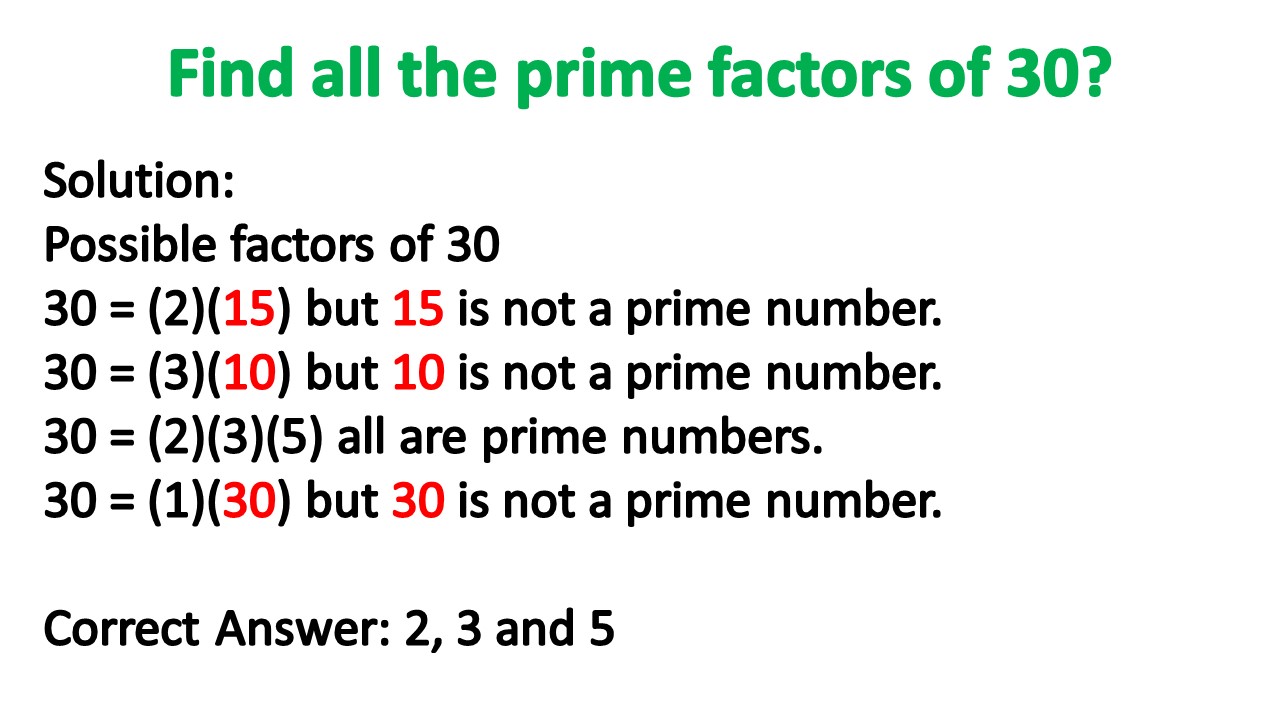 Find all the prime factors of 30?
Solution:
Possible factors of 30
30 = (2)(15) but 15 is not a prime number.
30 = (3)(10) but 10 is not a prime number.
30 = (2)(3)(5) all are prime numbers.
30 = (1)(30) but 30 is not a prime number.
Correct Answer: 2, 3 and 5